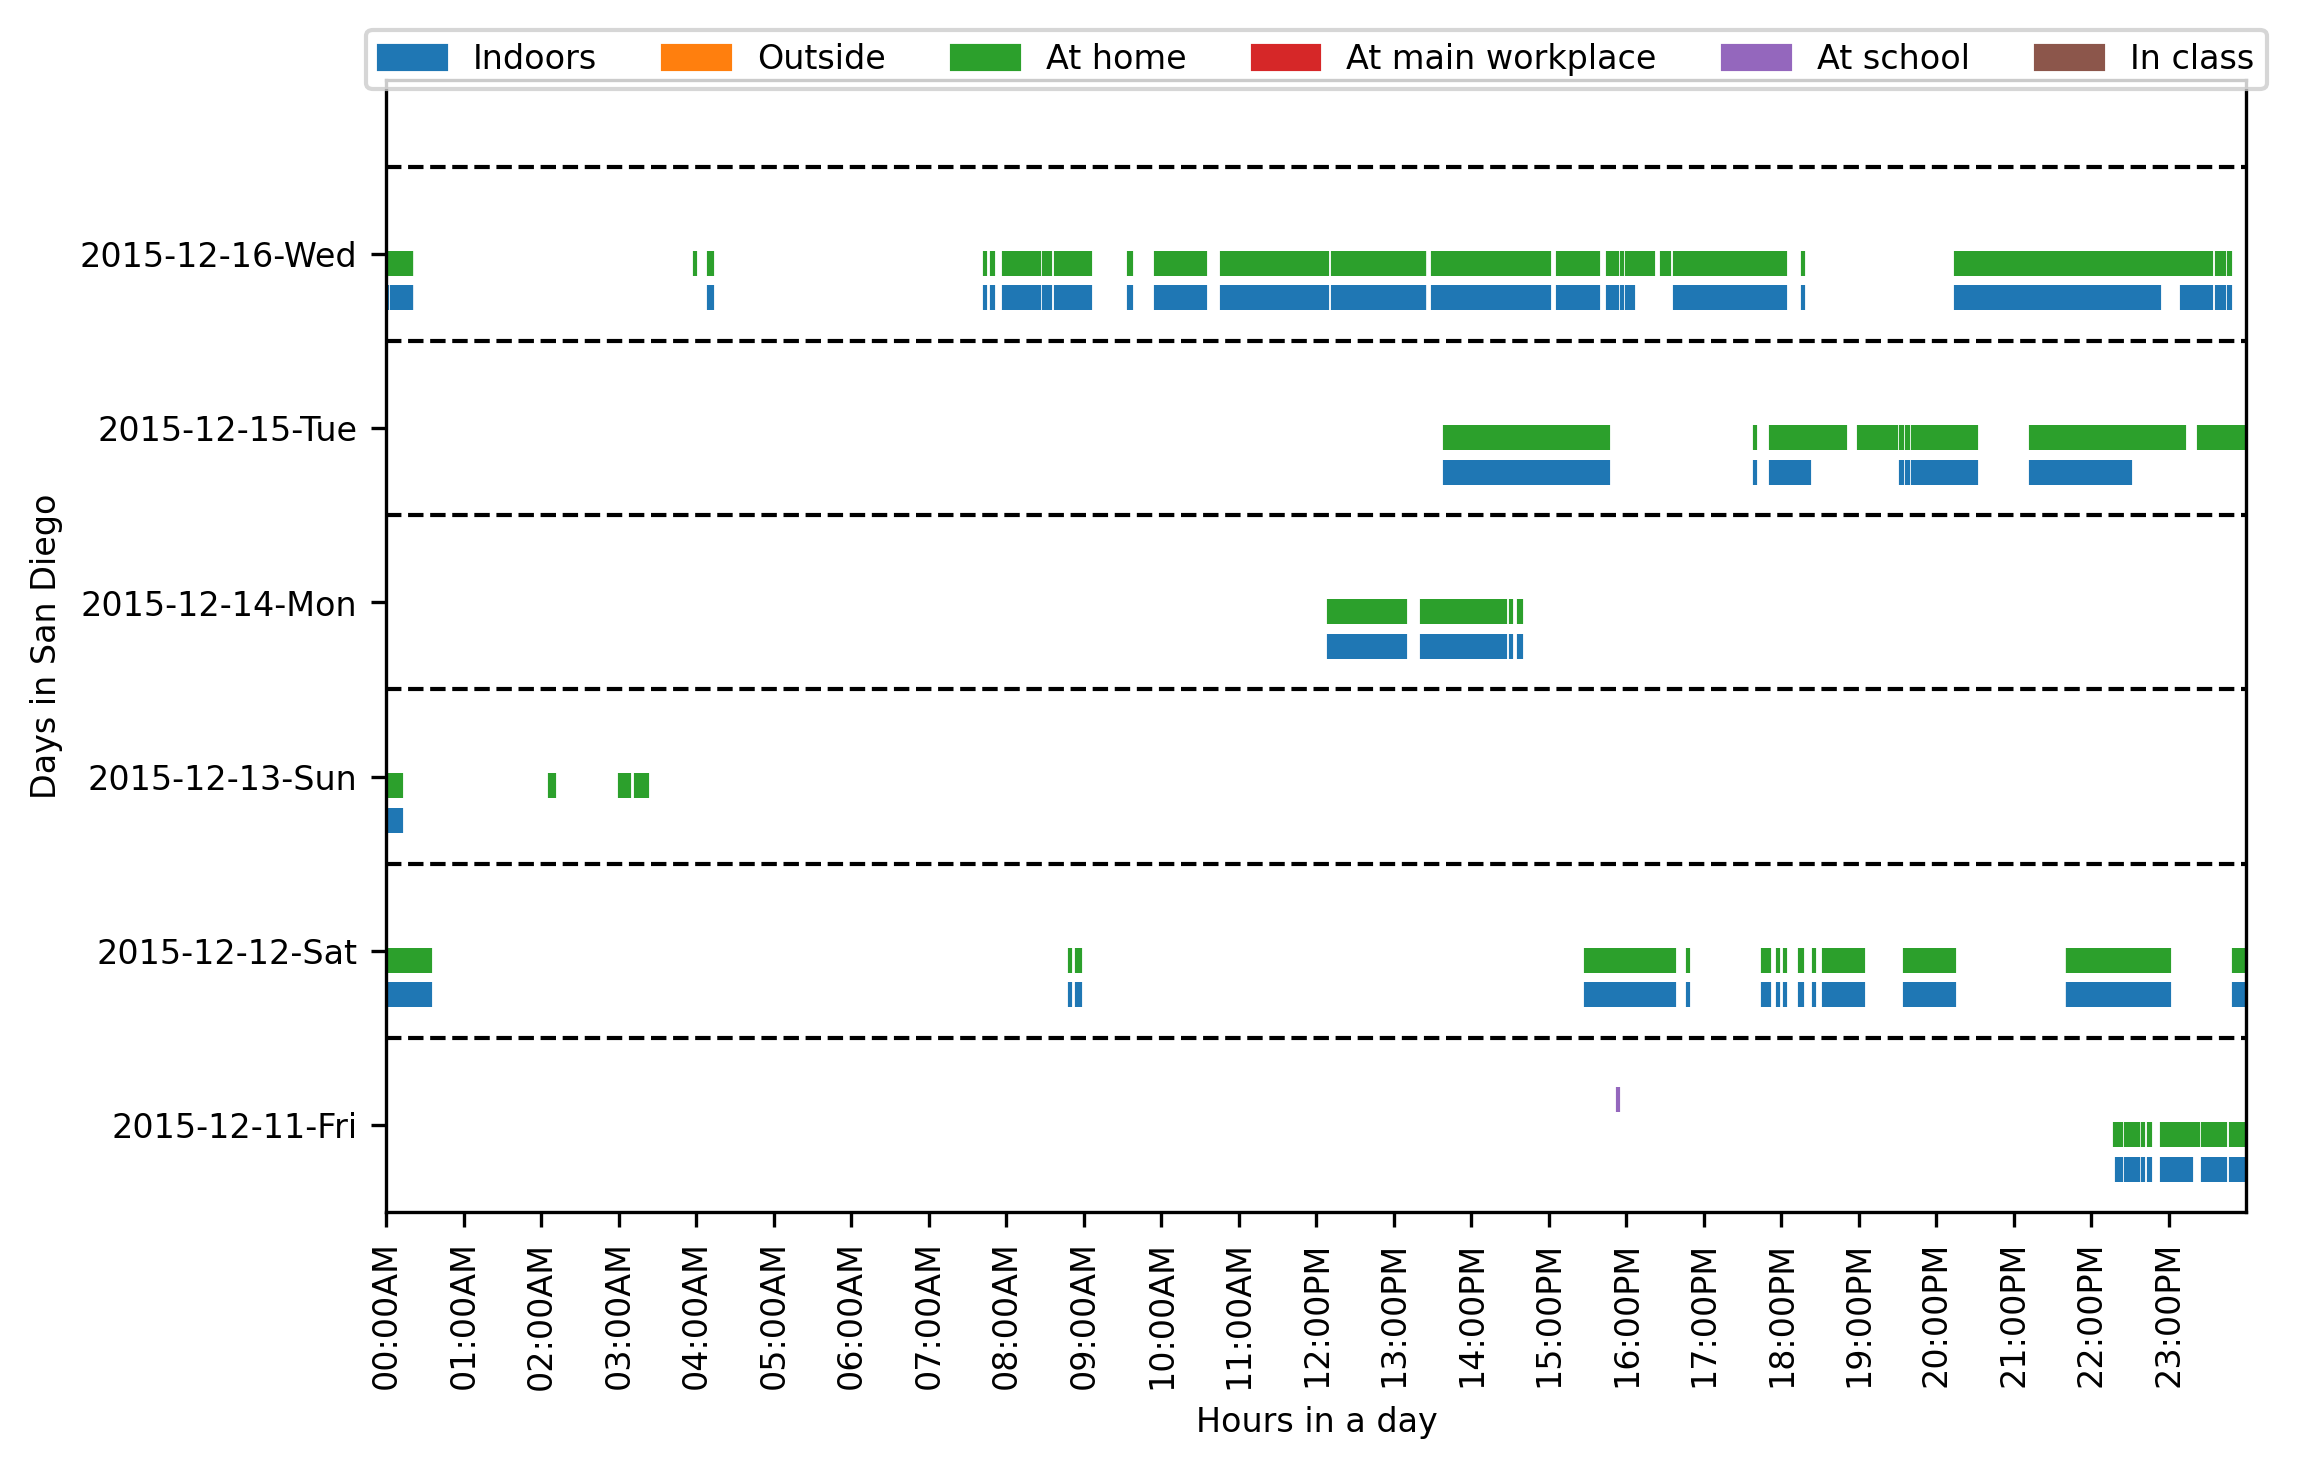 Indoors Outside At home At main workplace At school In class
2015-12-16-Wed
2015-12-15-Tue
2015-12-14-Mon
2015-12-13-Sun
2015-12-12-Sat
2015-12-11-Fri
Days in San Diego
00:00AM 01:00AM 02:00AM 03:00AM 04:00AM 05:00AM 06:00AM 07:00AM 08:00AM 09:00AM 10:00AM 11:00AM 12:00PM 13:00PM 14:00PM 15:00PM 16:00PM 17:00PM 18:00PM 19:00PM 20:00PM 21:00PM 22:00PM 23:00PM
Hours in a day